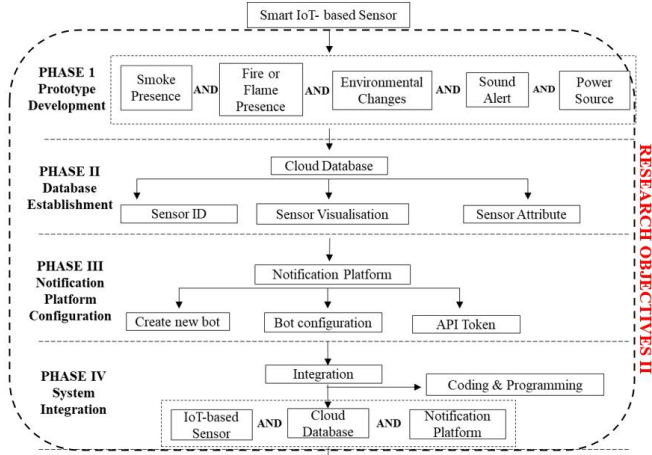 Smart IoT- based Sensor
PHASE 1
Prototype
Development
Smoke
Presence
AND
Fire or
Flame
Presence
AND
Environmental
Changes
AND
Sound
Alert
AND
Power
Source
PHASE II
Database
Establishment
Cloud Database
Sensor ID
Sensor Visualisation
Sensor Attribute
PHASE III
Notification
Platform
Configuration
Notification Platform
Create new bot
Bot configuration
API Token
PHASE IV
System
Integration
Integration
Coding & Programming
IoT-based
Sensor
AND
Cloud
Database
AND
Notification
Platform
RESEARCH OBJECTIVES II